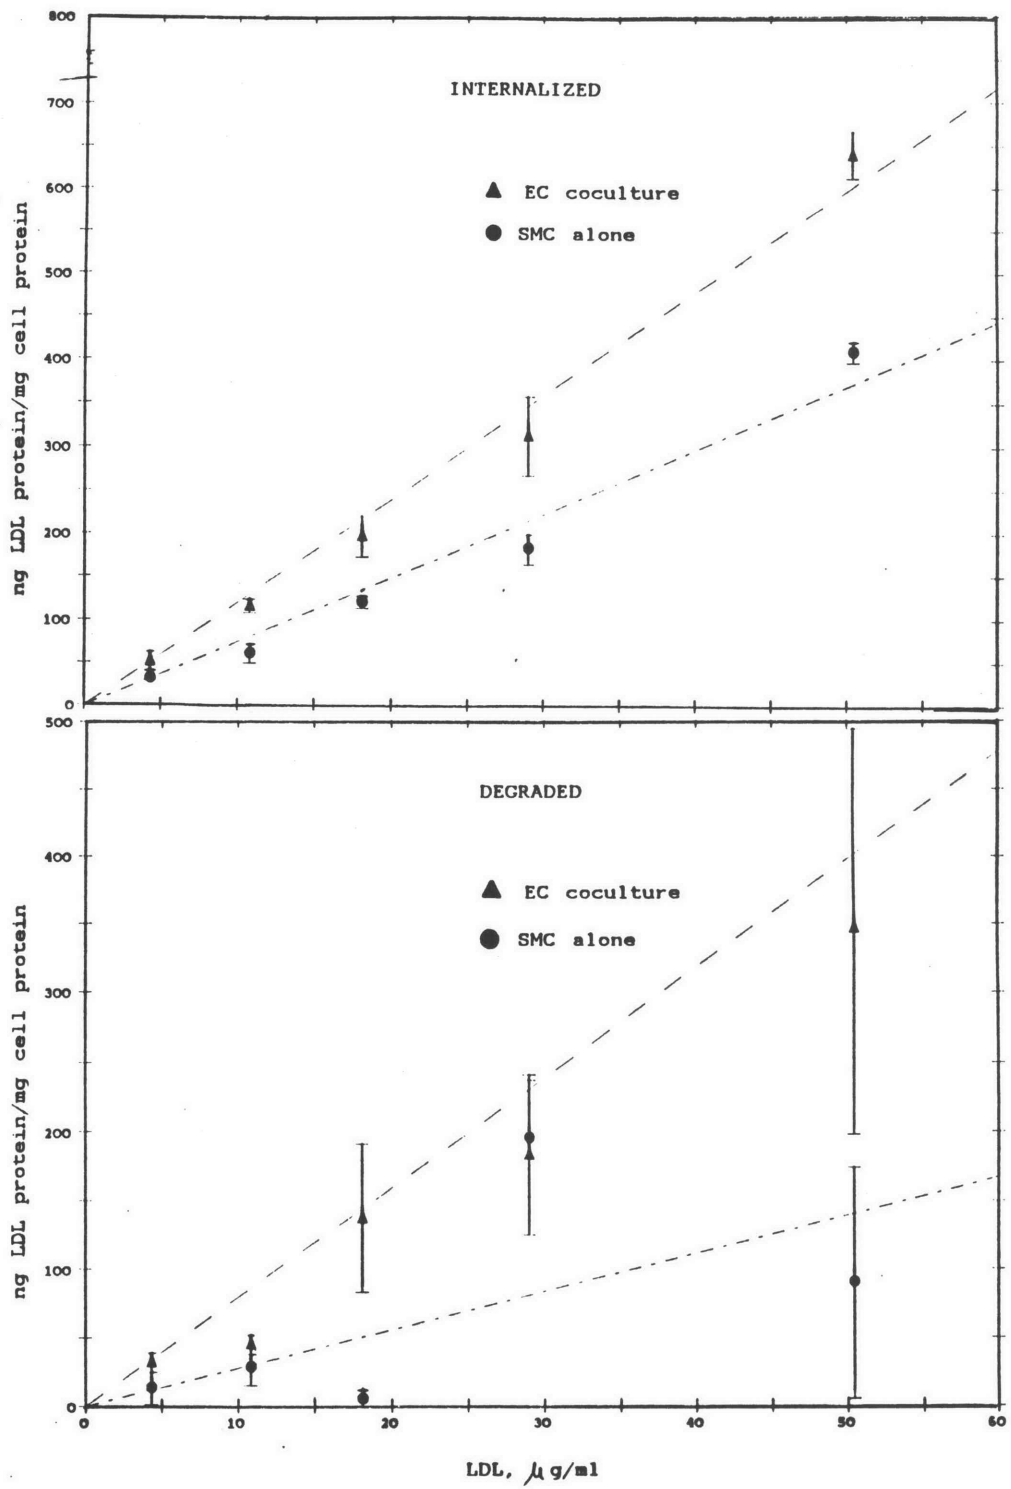 800
700
600
500
400
300
200
100
0
ng LDL protein/mg cell protein
INTERNALIZED
EC coculture
SMC alone
500
400
300
200
100
0
ng LDL protein/mg cell protein
DEGRADED
EC coculture
SMC alone
0 10 20 30 40 50 60
LDL, μg/ml